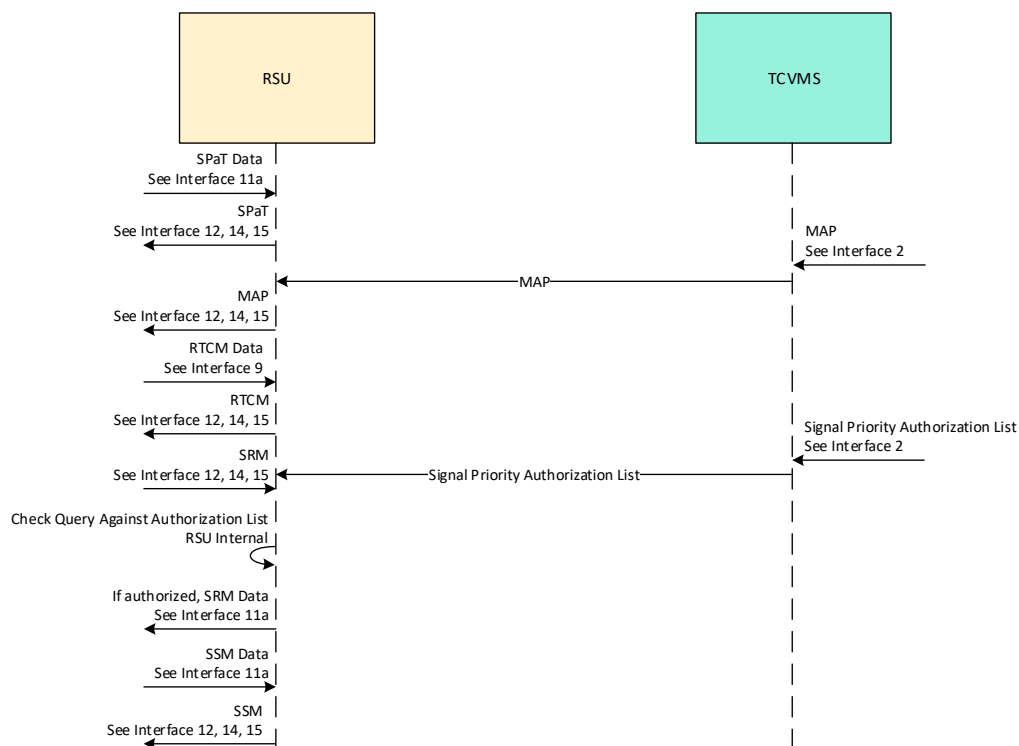 RSU
TCVMS
SPaT Data
See Interface 11a
SPaT
See Interface 12, 14, 15
MAP
See Interface 2
MAP
MAP
See Interface 12, 14, 15
RTCM Data
See Interface 9
RTCM
See Interface 12, 14, 15
Signal Priority Authorization List
See Interface 2
SRM
See Interface 12, 14, 15
Signal Priority Authorization List
Check Query Against Authorization List
RSU Internal
If authorized, SRM Data
See Interface 11a
SSM Data
See Interface 11a
SSM
See Interface 12, 14, 15